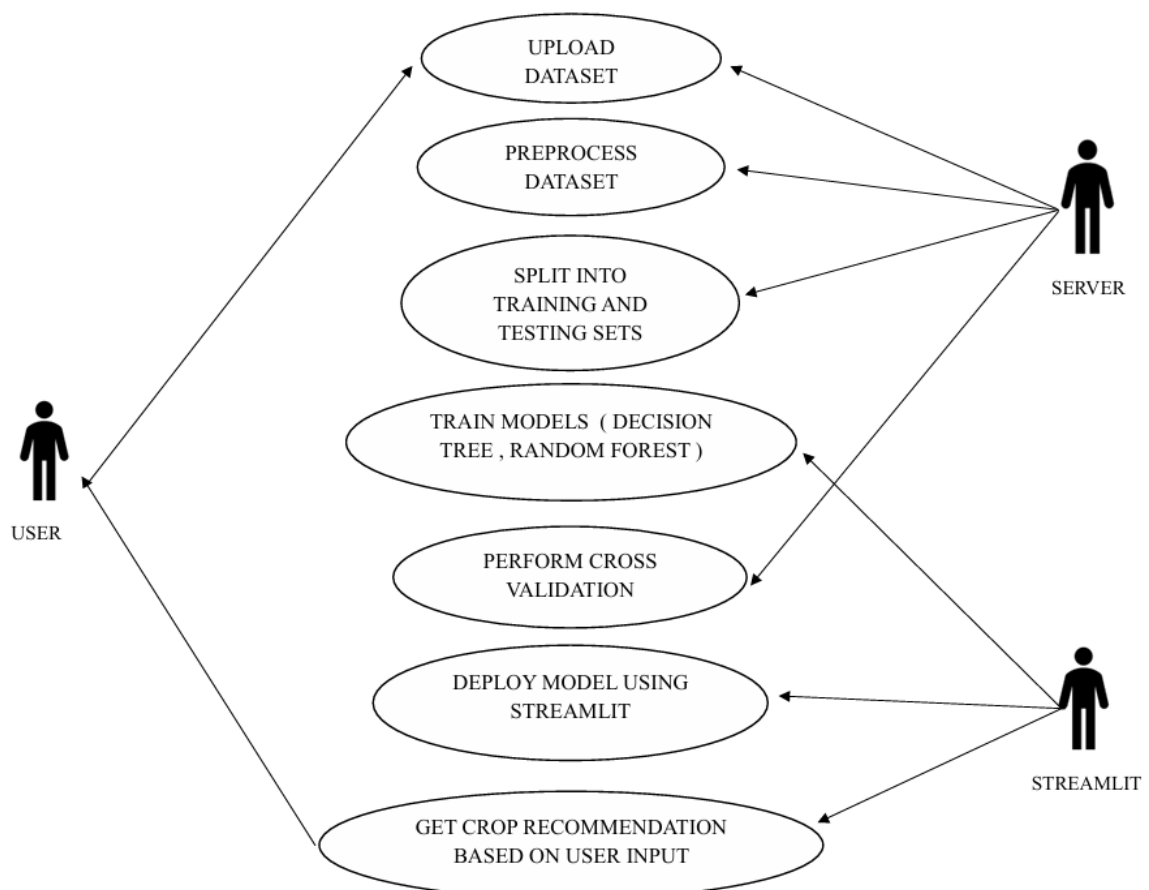 UPLOAD
DATASET
PREPROCESS
DATASET
SPLIT INTO
TRAINING AND
TESTING SETS
SERVER
TRAIN MODELS ( DECISION
TREE , RANDOM FOREST )
USER
PERFORM CROSS
VALIDATION
DEPLOY MODEL USING
STREAMLIT
STREAMLIT
GET CROP RECOMMENDATION
BASED ON USER INPUT